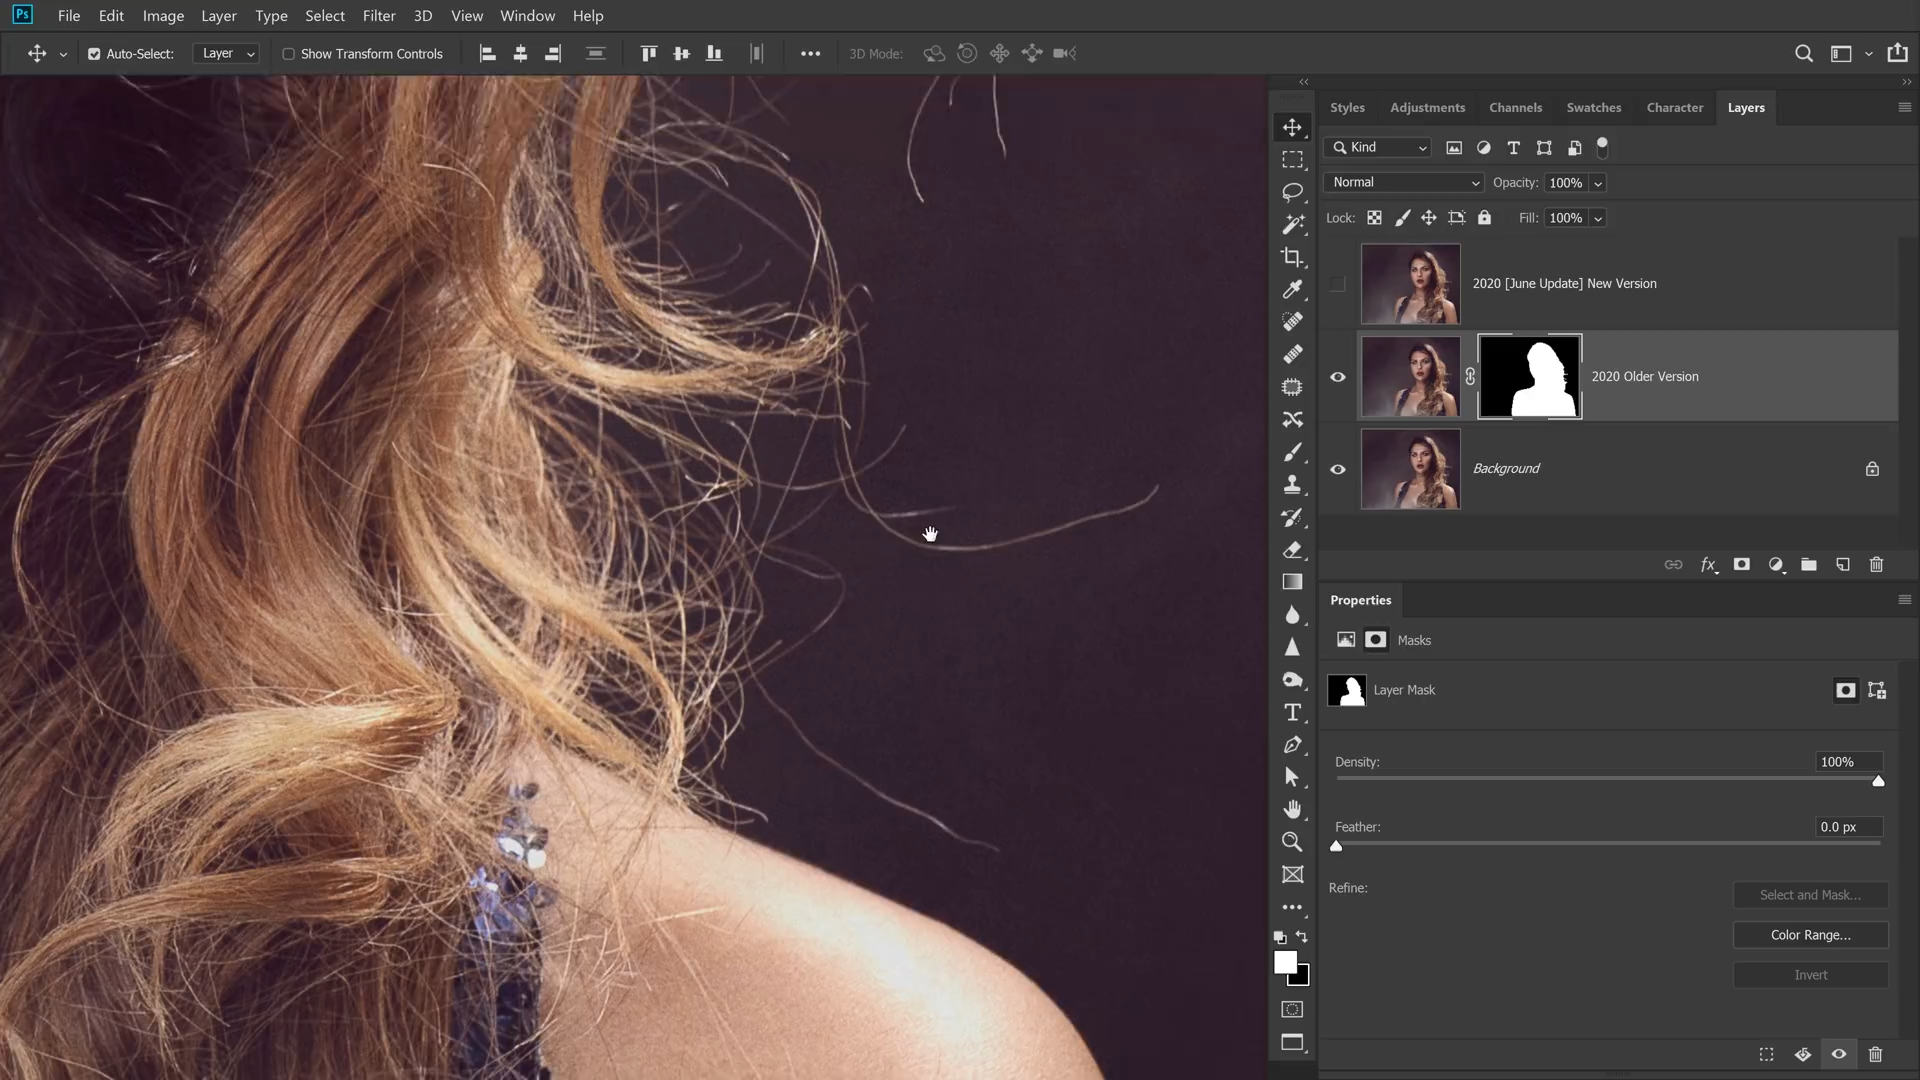 Ps File Edit Image Layer Type Select Filter 3D View Window Help
Auto-Select: Layer Show Transform Controls 3D Mode:
Styles Adjustments Channels Swatches Character Layers
Kind
Normal Opacity: 100%
Lock: Fill: 100%
2020 [June Update] New Version
2020 Older Version
Background
fx
Properties
Masks
Layer Mask
Density: 100%
Feather: 0.0 px
Refine: Select and Mask...
Color Range...
Invert